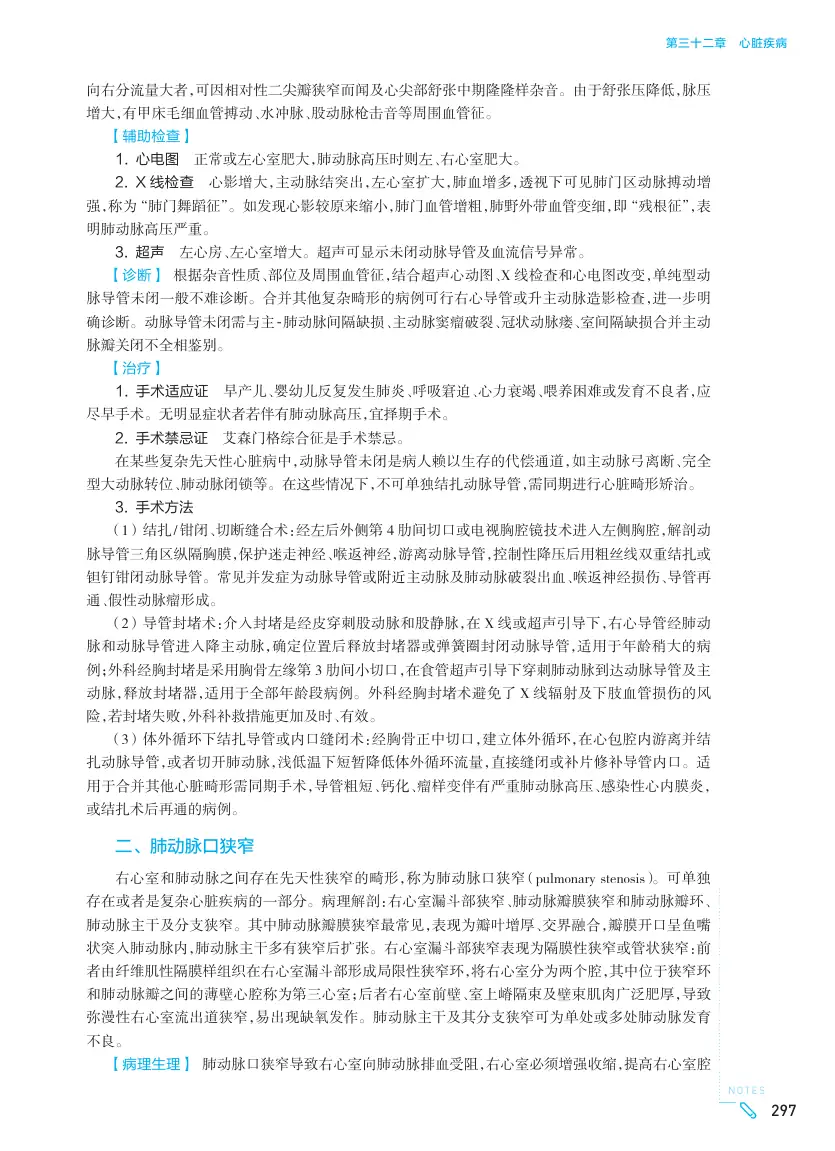 第三十二章 心脏疾病
向右分流量大者,可因相对性二尖瓣狭窄而闻及心尖部舒张中期隆隆样杂音。由于舒张压降低,脉压
增大,有甲床毛细血管搏动、水冲脉、股动脉枪击音等周围血管征。
【辅助检查】
1. 心电图 正常或左心室肥大,肺动脉高压时则左、右心室肥大。
2. X线检查 心影增大,主动脉结突出,左心室扩大,肺血增多,透视下可见肺门区动脉搏动增
强,称为“肺门舞蹈征”。如发现心影较原来缩小,肺门血管增粗,肺野外带血管变细,即“残根征”,表
明肺动脉高压严重。
3. 超声 左心房、左心室增大。超声可显示未闭动脉导管及血流信号异常。
【诊断】 根据杂音性质、部位及周围血管征,结合超声心动图、X线检查和心电图改变,单纯型动
脉导管未闭一般不难诊断。合并其他复杂畸形的病例可行右心导管或升主动脉造影检查,进一步明
确诊断。动脉导管未闭需与主-肺动脉间隔缺损、主动脉窦瘤破裂、冠状动脉瘘、室间隔缺损合并主动
脉瓣关闭不全相鉴别。
【治疗】
1. 手术适应证 早产儿、婴幼儿反复发生肺炎、呼吸窘迫、心力衰竭、喂养困难或发育不良者,应
尽早手术。无明显症状者若伴有肺动脉高压,宜择期手术。
2. 手术禁忌证 艾森门格综合征是手术禁忌。
在某些复杂先天性心脏病中,动脉导管未闭是病人赖以生存的代偿通道,如主动脉弓离断、完全
型大动脉转位、肺动脉闭锁等。在这些情况下,不可单独结扎动脉导管,需同期进行心脏畸形矫治。
3. 手术方法
(1)结扎/钳闭、切断缝合术:经左后外侧第4肋间切口或电视胸腔镜技术进入左侧胸腔,解剖动
脉导管三角区纵隔胸膜,保护迷走神经、喉返神经,游离动脉导管,控制性降压后用粗丝线双重结扎或
钽钉钳闭动脉导管。常见并发症为动脉导管或附近主动脉及肺动脉破裂出血、喉返神经损伤、导管再
通、假性动脉瘤形成。
(2)导管封堵术:介入封堵是经皮穿刺股动脉和股静脉,在X线或超声引导下,右心导管经肺动
脉和动脉导管进入降主动脉,确定位置后释放封堵器或弹簧圈封闭动脉导管,适用于年龄稍大的病
例;外科经胸封堵是采用胸骨左缘第3肋间小切口,在食管超声引导下穿刺肺动脉到达动脉导管及主
动脉,释放封堵器,适用于全部年龄段病例。外科经胸封堵术避免了X线辐射及下肢血管损伤的风
险,若封堵失败,外科补救措施更加及时、有效。
(3)体外循环下结扎导管或内口缝闭术:经胸骨正中切口,建立体外循环,在心包腔内游离并结
扎动脉导管,或者切开肺动脉,浅低温下短暂降低体外循环流量,直接缝闭或补片修补导管内口。适
用于合并其他心脏畸形需同期手术,导管粗短、钙化、瘤样变伴有严重肺动脉高压、感染性心内膜炎,
或结扎术后再通的病例。
二、肺动脉口狭窄
右心室和肺动脉之间存在先天性狭窄的畸形,称为肺动脉口狭窄(pulmonary stenosis)。可单独
存在或者是复杂心脏疾病的一部分。病理解剖:右心室漏斗部狭窄、肺动脉瓣膜狭窄和肺动脉瓣环、
肺动脉主干及分支狭窄。其中肺动脉瓣膜狭窄最常见,表现为瓣叶增厚、交界融合,瓣膜开口呈鱼嘴
状突入肺动脉内,肺动脉主干多有狭窄后扩张。右心室漏斗部狭窄表现为隔膜性狭窄或管状狭窄:前
者由纤维肌性隔膜样组织在右心室漏斗部形成局限性狭窄环,将右心室分为两个腔,其中位于狭窄环
和肺动脉瓣之间的薄壁心腔称为第三心室;后者右心室前壁、室上嵴隔束及壁束肌肉广泛肥厚,导致
弥漫性右心室流出道狭窄,易出现缺氧发作。肺动脉主干及其分支狭窄可为单处或多处肺动脉发育
不良。
【病理生理】 肺动脉口狭窄导致右心室向肺动脉排血受阻,右心室必须增强收缩,提高右心室腔
NOTES
297